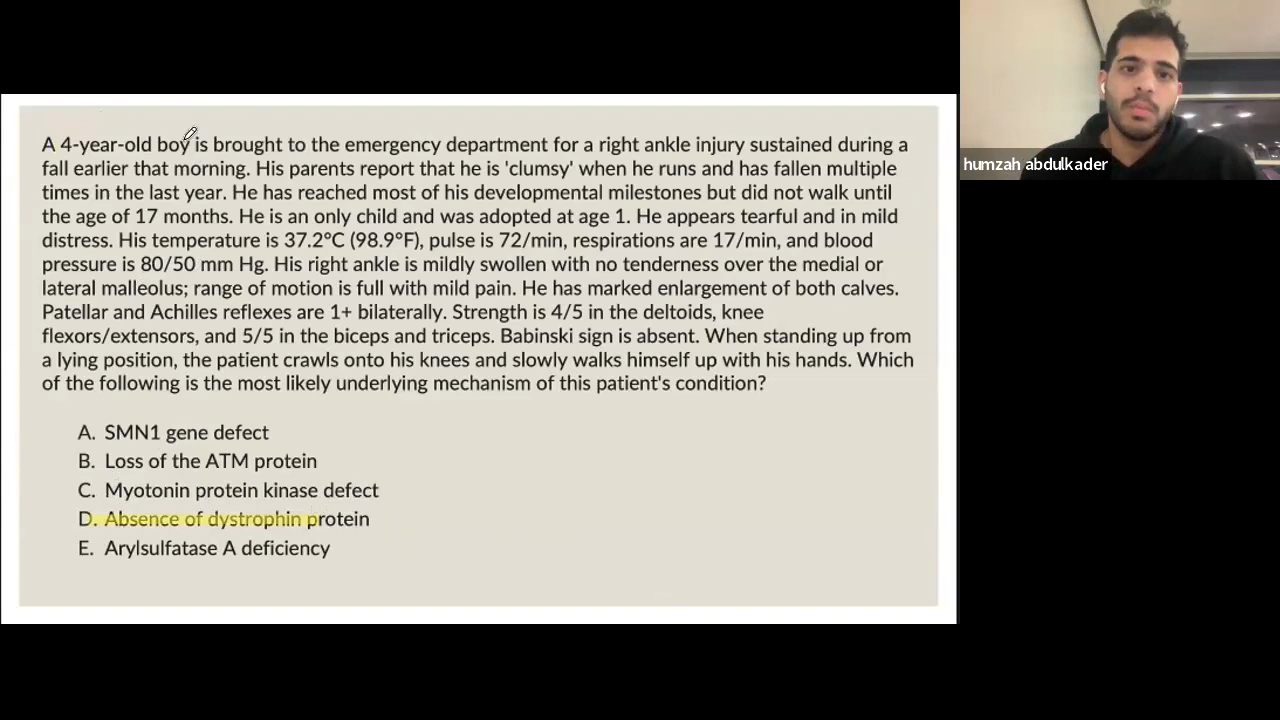 A 4-year-old boy is brought to the emergency department for a right ankle injury sustained during a
fall earlier that morning. His parents report that he is 'clumsy' when he runs and has fallen multiple
times in the last year. He has reached most of his developmental milestones but did not walk until
the age of 17 months. He is an only child and was adopted at age 1. He appears tearful and in mild
distress. His temperature is 37.2°C (98.9°F), pulse is 72/min, respirations are 17/min, and blood
pressure is 80/50 mm Hg. His right ankle is mildly swollen with no tenderness over the medial or
lateral malleolus; range of motion is full with mild pain. He has marked enlargement of both calves.
Patellar and Achilles reflexes are 1+ bilaterally. Strength is 4/5 in the deltoids, knee
flexors/extensors, and 5/5 in the biceps and triceps. Babinski sign is absent. When standing up from
a lying position, the patient crawls onto his knees and slowly walks himself up with his hands. Which
of the following is the most likely underlying mechanism of this patient's condition?
A. SMN1 gene defect
B. Loss of the ATM protein
C. Myotonin protein kinase defect
D. Absence of dystrophin protein
E. Arylsulfatase A deficiency
humzah abdulkader